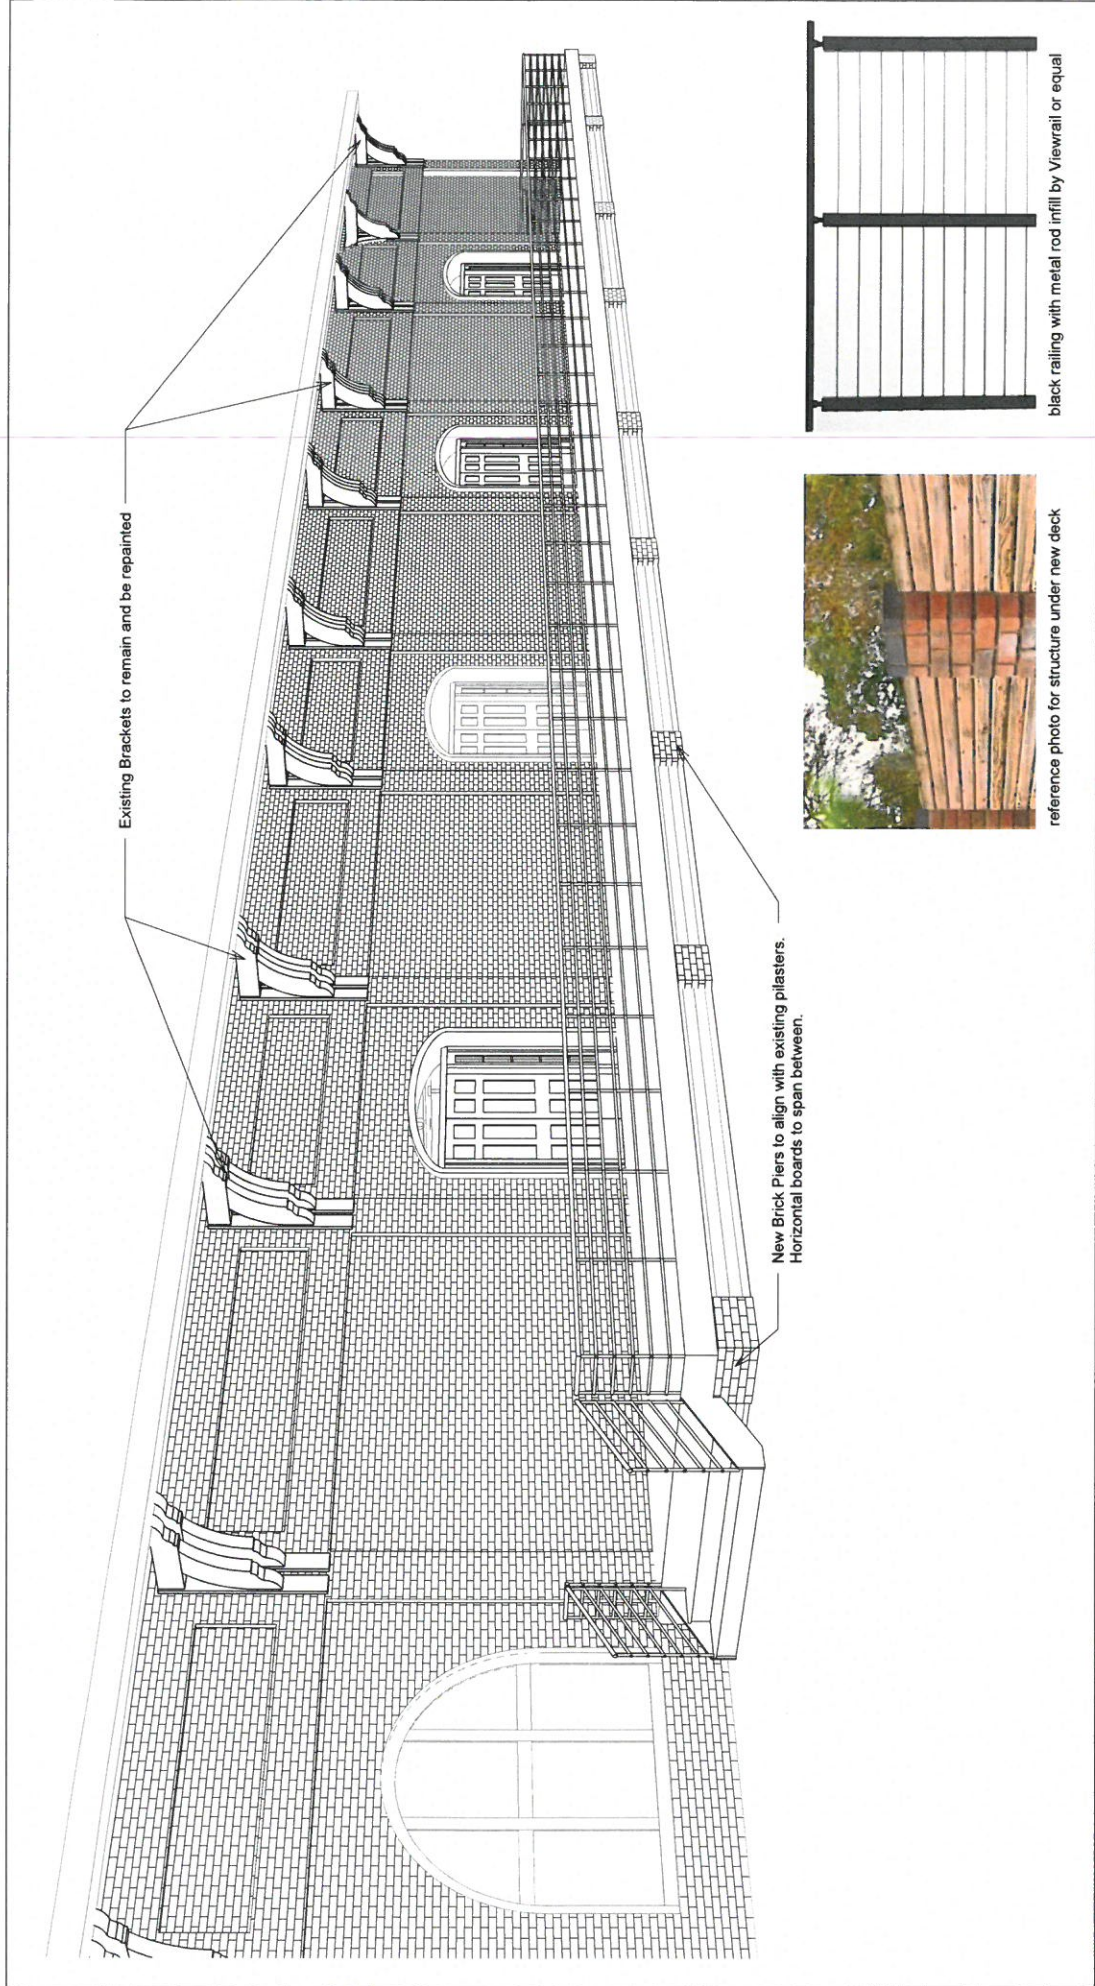 Existing Brackets to remain and be repainted
New Brick Piers to align with existing pilasters.
Horizontal boards to span between.
reference photo for structure under new deck
black railing with metal rod infill by Viewrail or equal